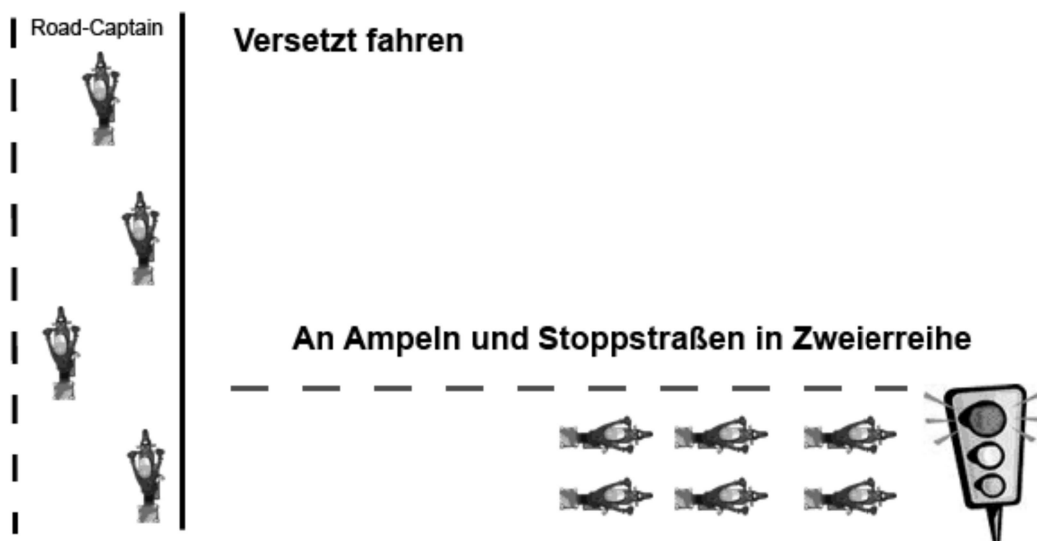 Road-Captain
Versetzt fahren
An Ampeln und Stoppstraßen in Zweierreihe